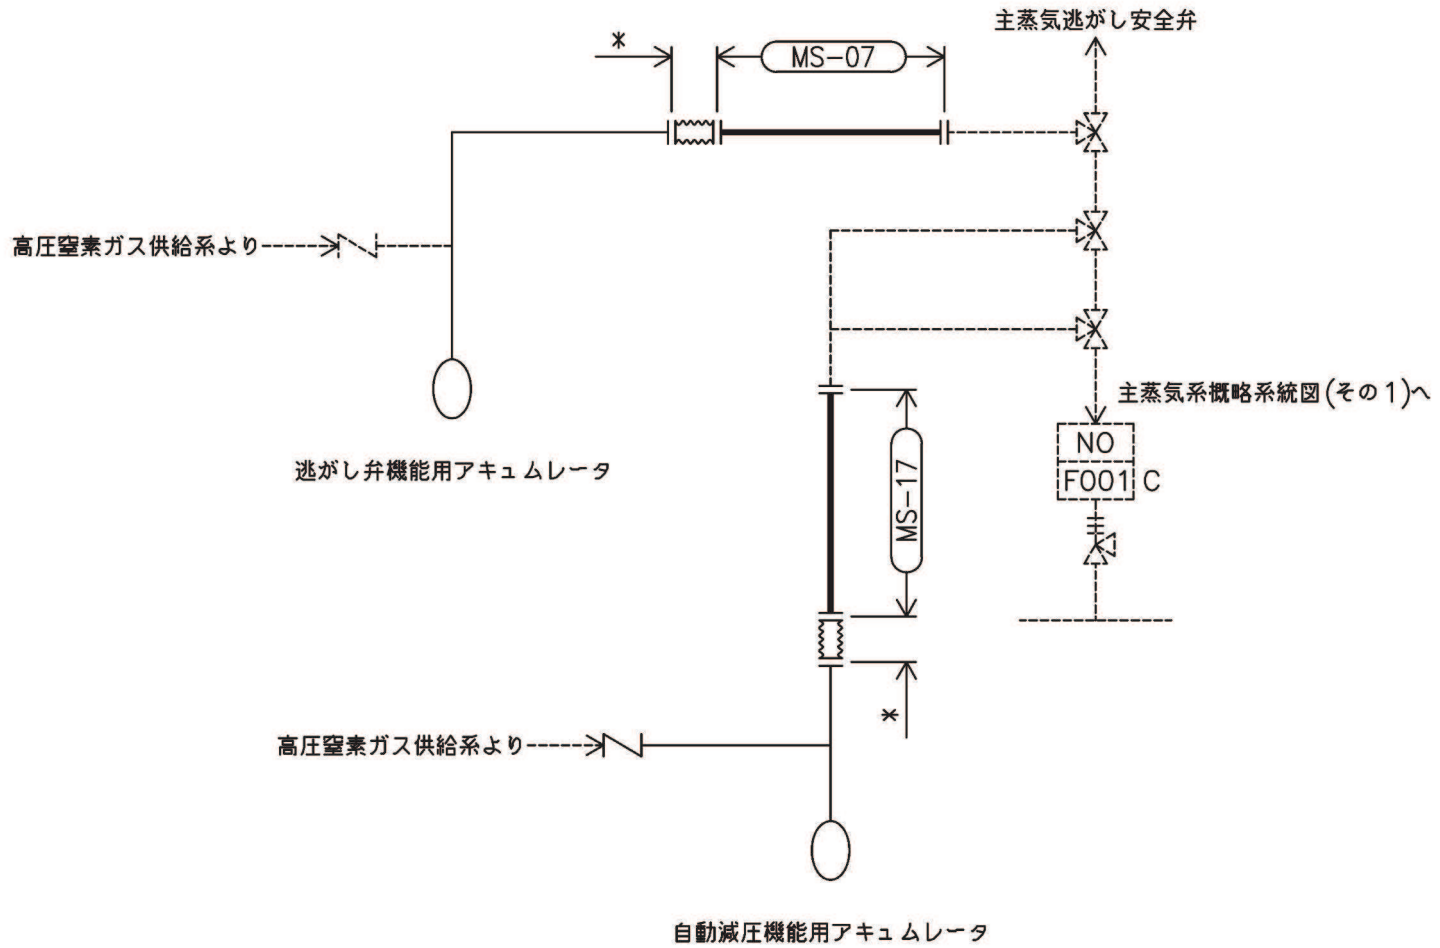 主蒸気逃がし安全弁
*
MS-07
高圧窒素ガス供給系より
主蒸気系概略系統図(その1)へ
NO
F001 C
逃がし弁機能用アキュムレータ
MS-17
*
高圧窒素ガス供給系より
自動減圧機能用アキュムレータ